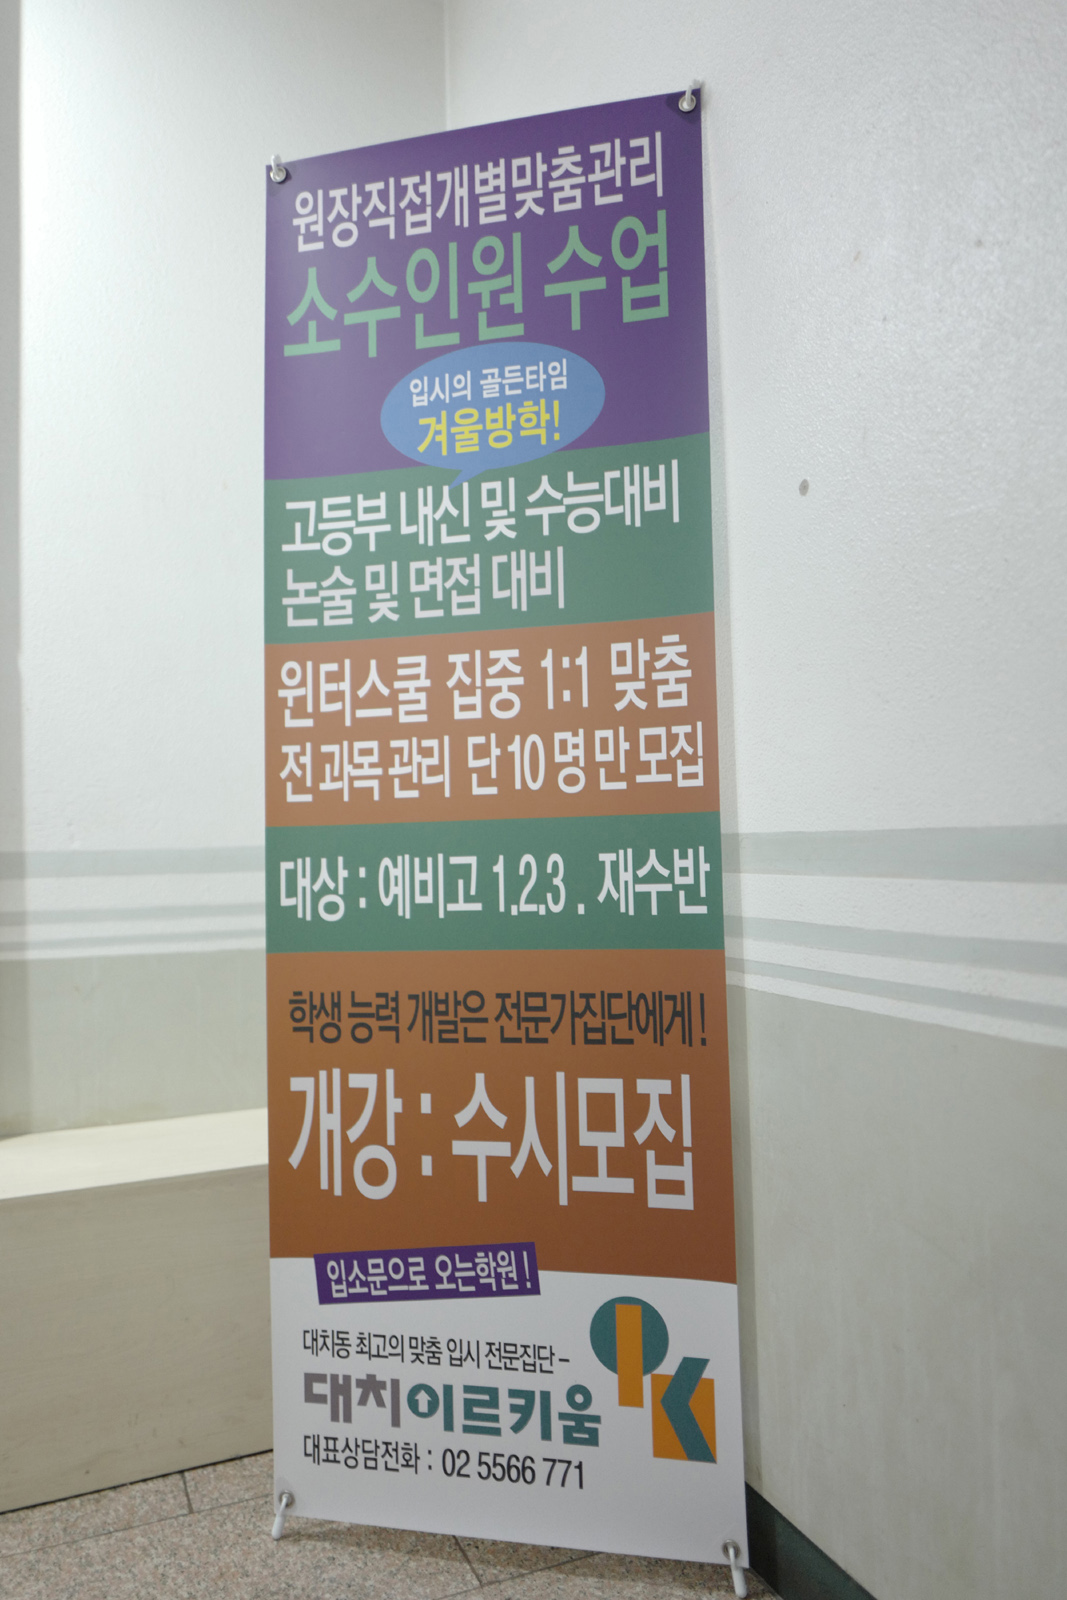 원장직접개별맞춤관리
소수인원 수업
입시의 골든타임
겨울방학!
고등부 내신 및 수능대비
논술 및 면접 대비
윈터스쿨 집중 1:1 맞춤
전과목관리 단 10명만모집
대상 : 예비고 1.2.3 . 재수반
학생 능력 개발은 전문가집단에게 !
개강 : 수시모집
입소문으로 오는학원 !
대치동 최고의 맞춤 입시 전문집단 -
대치이르키움
대표상담전화 : 02 5566 771